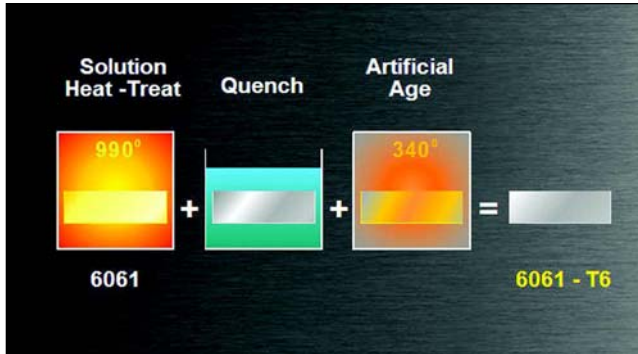 Solution
Heat -Treat
Quench
Artificial
Age
990°
340°
+
+
=
6061
6061 - T6